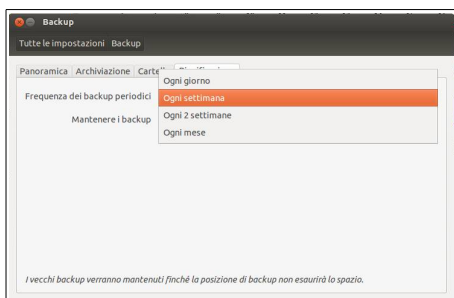 Backup
Tutte le impostazioni Backup
Panoramica Archiviazione
Ogni giorno
Frequenza dei backup periodici Ogni settimana
Mantenere i backup Ogni 2 settimane
Ogni mese
I vecchi backup verranno mantenuti finché la posizione di backup non esaurirà lo spazio.